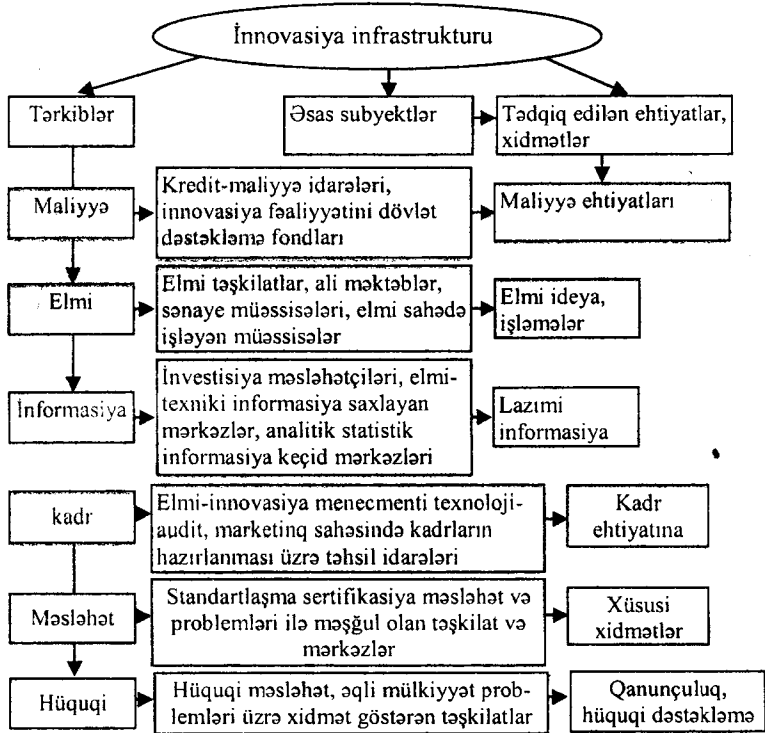 İnnovasiya infrastrukturu
Tərkiblər
Əsas subyektlər
Tədqiq edilən ehtiyatlar,
xidmətlər
Maliyyə
Kredit-maliyyə idarələri,
innovasiya fəaliyyətini dövlət
dəstəkləmə fondları
Maliyyə ehtiyatları
Elmi
Elmi təşkilatlar, ali məktəblər,
sənaye müəssisələri, elmi sahədə
işləyən müəssisələr
Elmi ideya,
işləmələr
İnformasiya
İnvestisiya məsləhətçiləri, elmi-
texniki informasiya saxlayan
mərkəzlər, analitik statistik
informasiya keçid mərkəzləri
Lazımi
informasiya
kadr
Elmi-innovasiya menecmenti texnoloji-
audit, marketinq sahəsində kadrların
hazırlanması üzrə təhsil idarələri
Kadr
ehtiyatına
Məsləhət
Standartlaşma sertifikasiya məsləhət və
problemləri ilə məşğul olan təşkilat və
mərkəzlər
Xüsusi
xidmətlər
Hüquqi
Hüquqi məsləhət, əqli mülkiyyət prob-
lemləri üzrə xidmət göstərən təşkilatlar
Qanunçuluq,
hüquqi dəstəkləmə